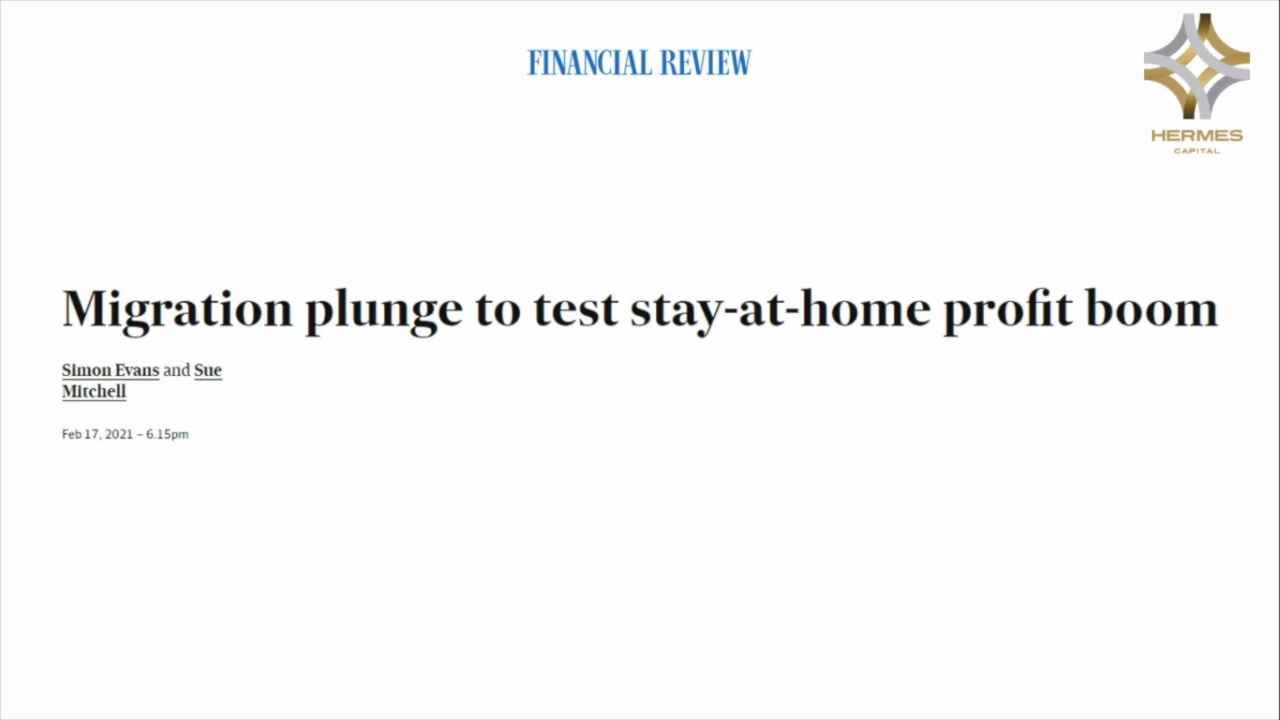 FINANCIAL REVIEW
HERMES
CAPITAL
Migration plunge to test stay-at-home profit boom
Simon Evans and Sue
Mitchell
Feb 17, 2021 – 6.15pm